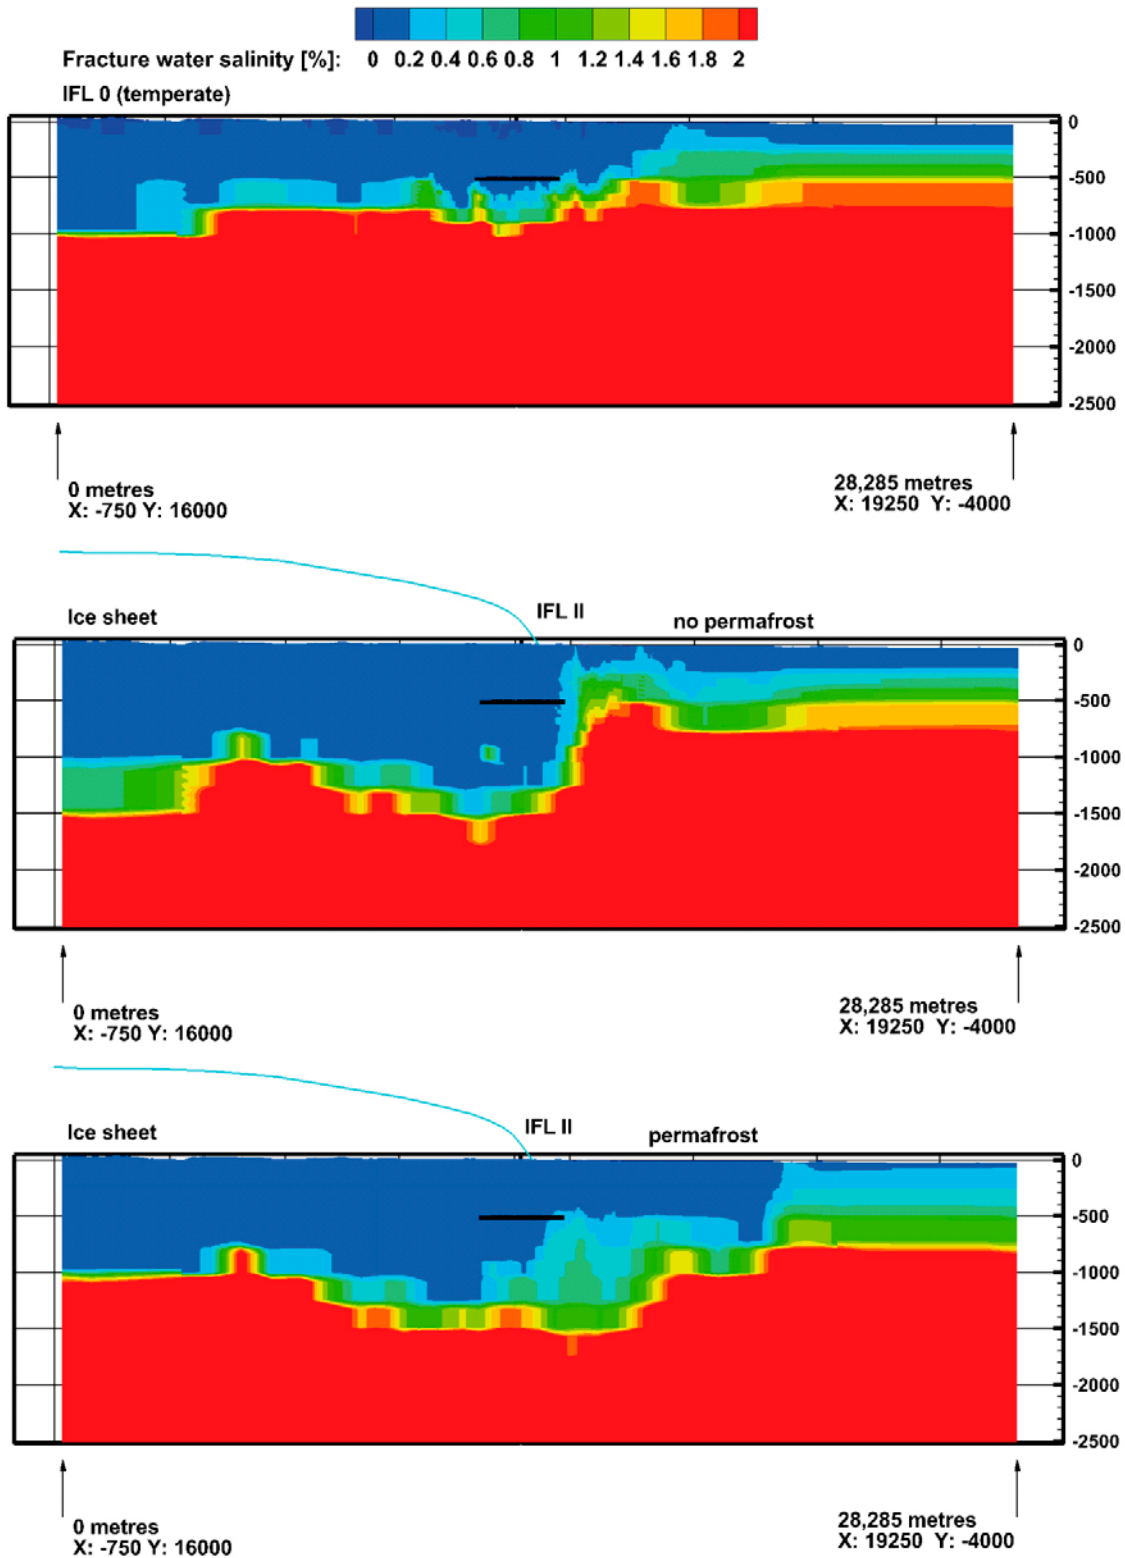 Fracture water salinity [%]: 0 0.2 0.4 0.6 0.8 1 1.2 1.4 1.6 1.8 2
IFL 0 (temperate)
0
-500
-1000
-1500
-2000
-2500
0 metres
X: -750 Y: 16000
28,285 metres
X: 19250 Y: -4000
Ice sheet
IFL II
no permafrost
0
-500
-1000
-1500
-2000
-2500
0 metres
X: -750 Y: 16000
28,285 metres
X: 19250 Y: -4000
Ice sheet
IFL II
permafrost
0
-500
-1000
-1500
-2000
-2500
0 metres
X: -750 Y: 16000
28,285 metres
X: 19250 Y: -4000